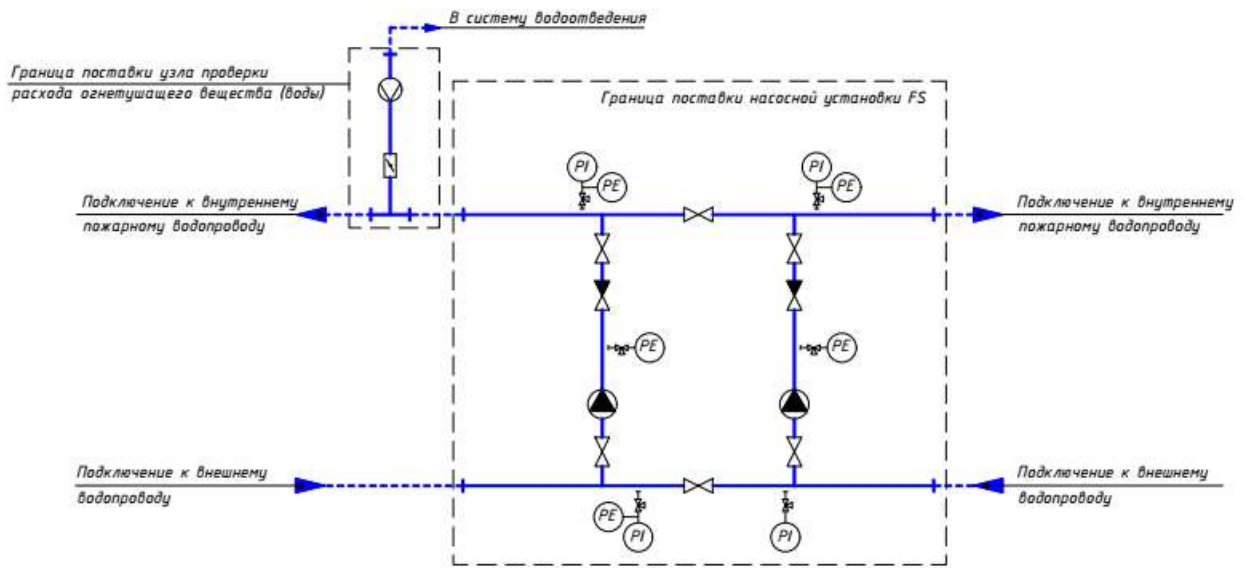 В систему водоотведения
Граница поставки узла проверки
расхода огнетушащего вещества (воды)
Граница поставки насосной установки FS
PI
PE
PI
PE
Подключение к внутреннему
пожарному водопроводу
Подключение к внутреннему
пожарному водопроводу
PE
PE
Подключение к внешнему
водопроводу
Подключение к внешнему
водопроводу
PE
PI
PI